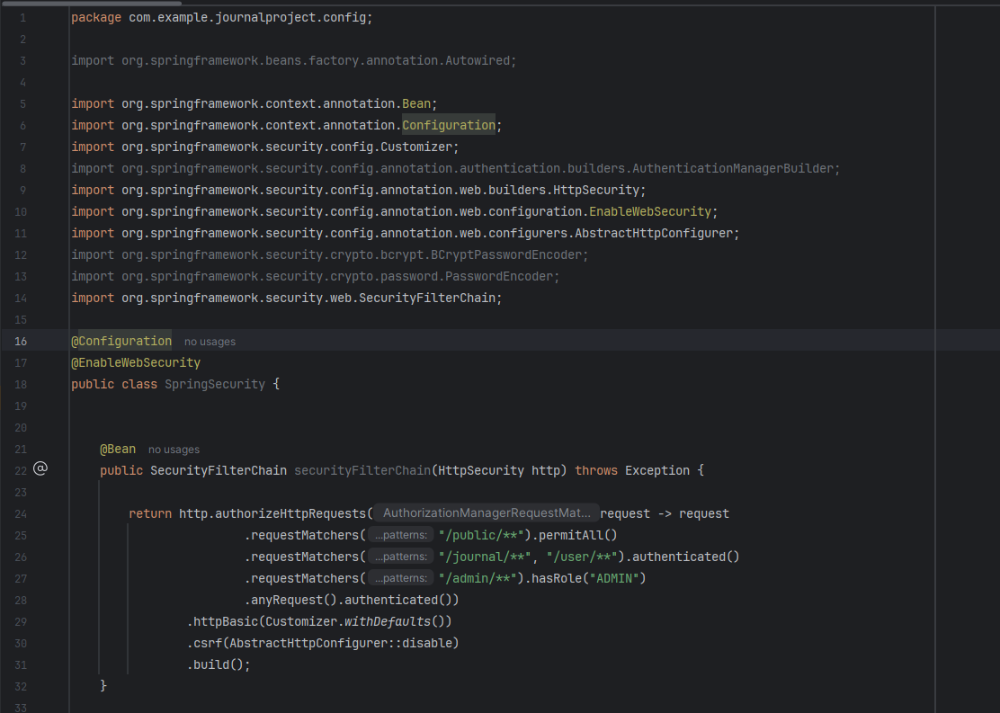 1 package com.example.journalproject.config;
2
3 import org.springframework.beans.factory.annotation.Autowired;
4
5 import org.springframework.context.annotation.Bean;
6 import org.springframework.context.annotation.Configuration;
7 import org.springframework.security.config.Customizer;
8 import org.springframework.security.config.annotation.authentication.builders.AuthenticationManagerBuilder;
9 import org.springframework.security.config.annotation.web.builders.HttpSecurity;
10 import org.springframework.security.config.annotation.web.configuration.EnableWebSecurity;
11 import org.springframework.security.config.annotation.web.configurers.AbstractHttpConfigurer;
12 import org.springframework.security.crypto.bcrypt.BCryptPasswordEncoder;
13 import org.springframework.security.crypto.password.PasswordEncoder;
14 import org.springframework.security.web.SecurityFilterChain;
15
16 @Configuration no usages
17 @EnableWebSecurity
18 public class SpringSecurity {
19
20
21 @Bean no usages
22 @ public SecurityFilterChain securityFilterChain(HttpSecurity http) throws Exception {
23
24 return http.authorizeHttpRequests( AuthorizationManagerRequestMat... request -> request
25 .requestMatchers( ...patterns: "/public/**").permitAll()
26 .requestMatchers( ...patterns: "/journal/**", "/user/**").authenticated()
27 .requestMatchers( ...patterns: "/admin/**").hasRole("ADMIN")
28 .anyRequest().authenticated())
29 .httpBasic(Customizer.withDefaults())
30 .csrf(AbstractHttpConfigurer::disable)
31 .build();
32 }
33